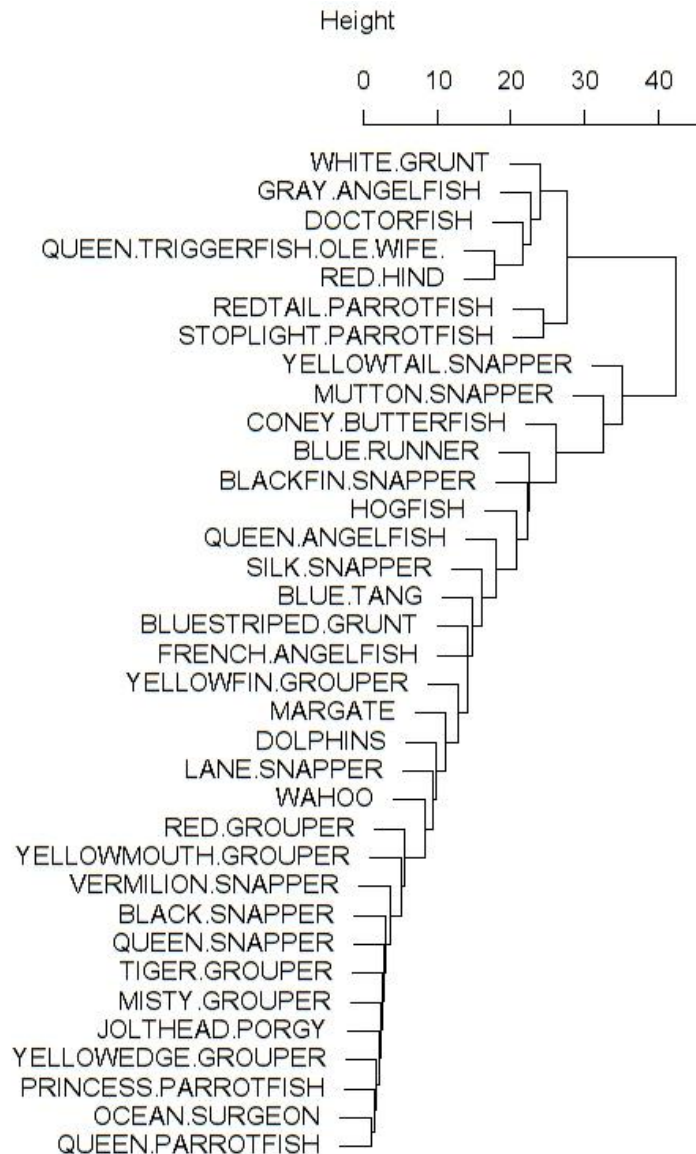 Height
0 10 20 30 40
WHITE.GRUNT
GRAY.ANGELFISH
DOCTORFISH
QUEEN.TRIGGERFISH.OLE.WIFE.
RED.HIND
REDTAIL.PARROTFISH
STOPLIGHT.PARROTFISH
YELLOWTAIL.SNAPPER
MUTTON.SNAPPER
CONEY.BUTTERFISH
BLUE.RUNNER
BLACKFIN.SNAPPER
HOGFISH
QUEEN.ANGELFISH
SILK.SNAPPER
BLUE.TANG
BLUESTRIPED.GRUNT
FRENCH.ANGELFISH
YELLOWFIN.GROUPER
MARGATE
DOLPHINS
LANE.SNAPPER
WAHOO
RED.GROUPER
YELLOWMOUTH.GROUPER
VERMILION.SNAPPER
BLACK.SNAPPER
QUEEN.SNAPPER
TIGER.GROUPER
MISTY.GROUPER
JOLTHEAD.PORGY
YELLOWEDGE.GROUPER
PRINCESS.PARROTFISH
OCEAN.SURGEON
QUEEN.PARROTFISH